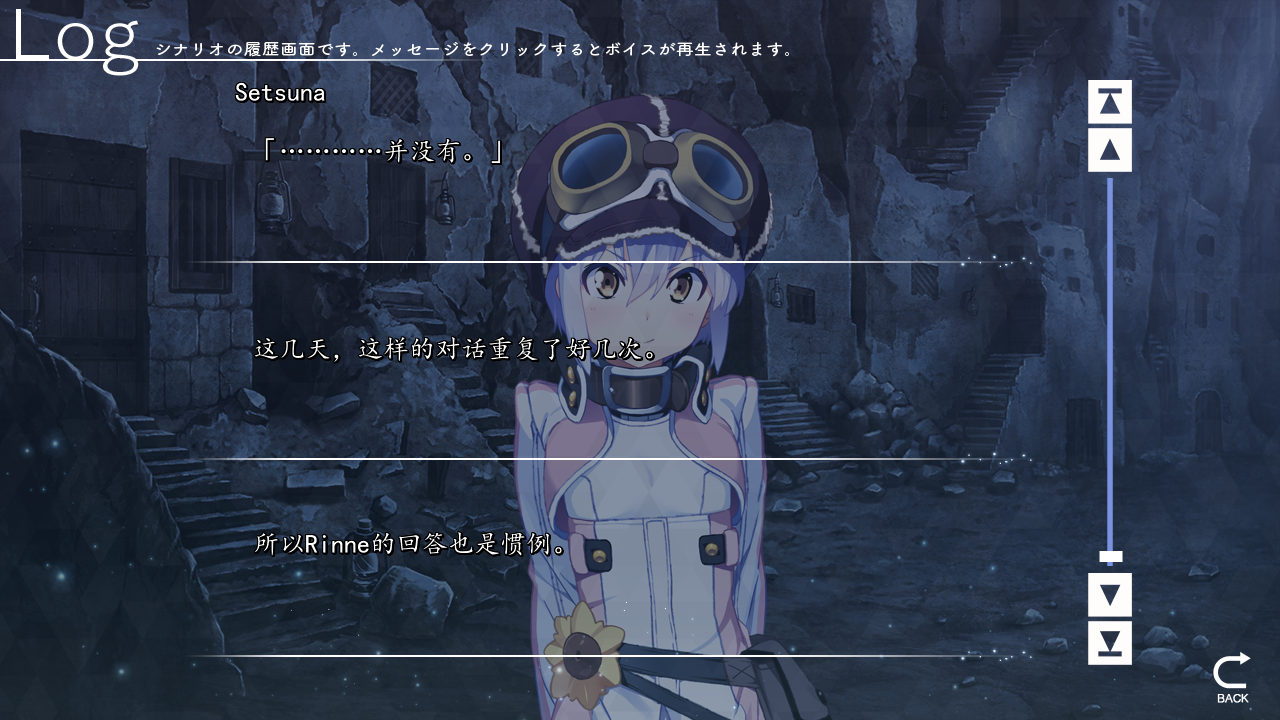 Log
シナリオの履歴画面です。メッセージをクリックするとボイスが再生されます。
Setsuna
「…………并没有。」
这几天，这样的对话重复了好几次。
所以Rinne的回答也是惯例。
BACK